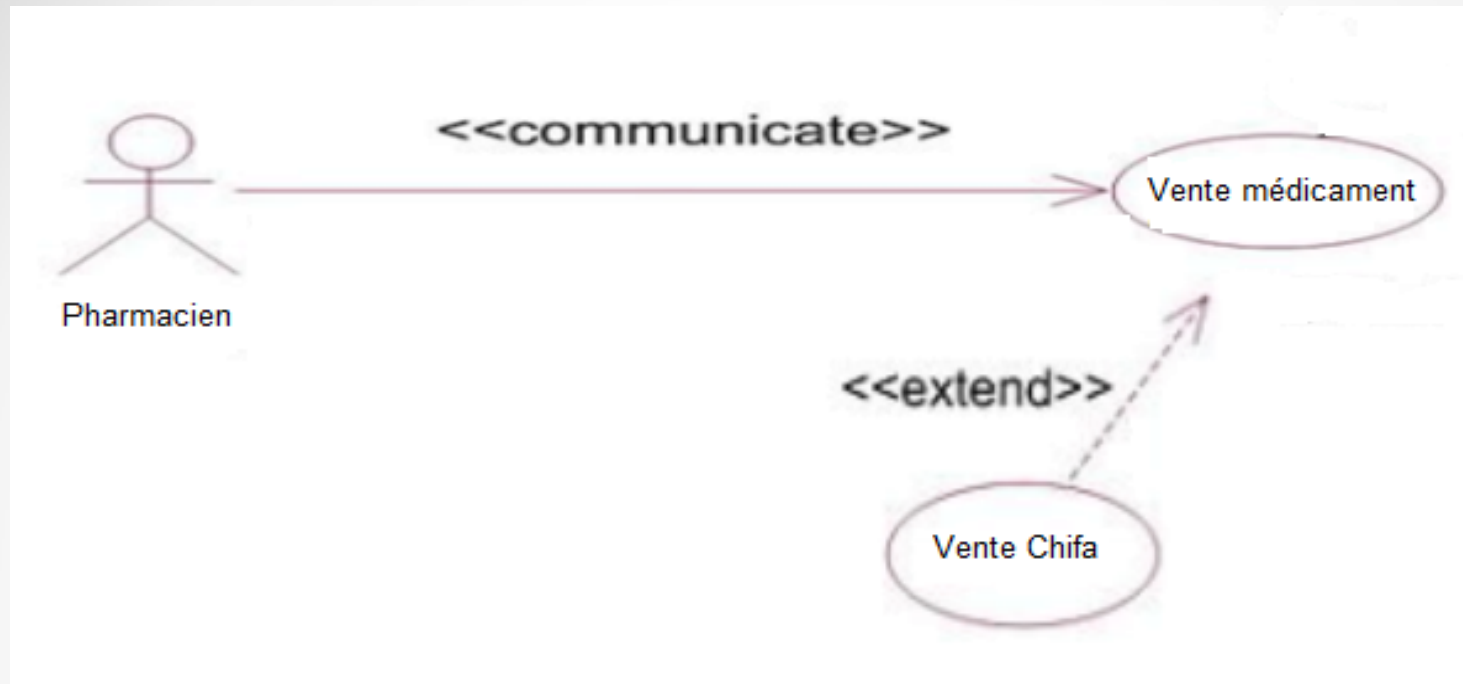 <<communicate>>
Vente médicament
Pharmacien
<<extend>>
Vente Chifa